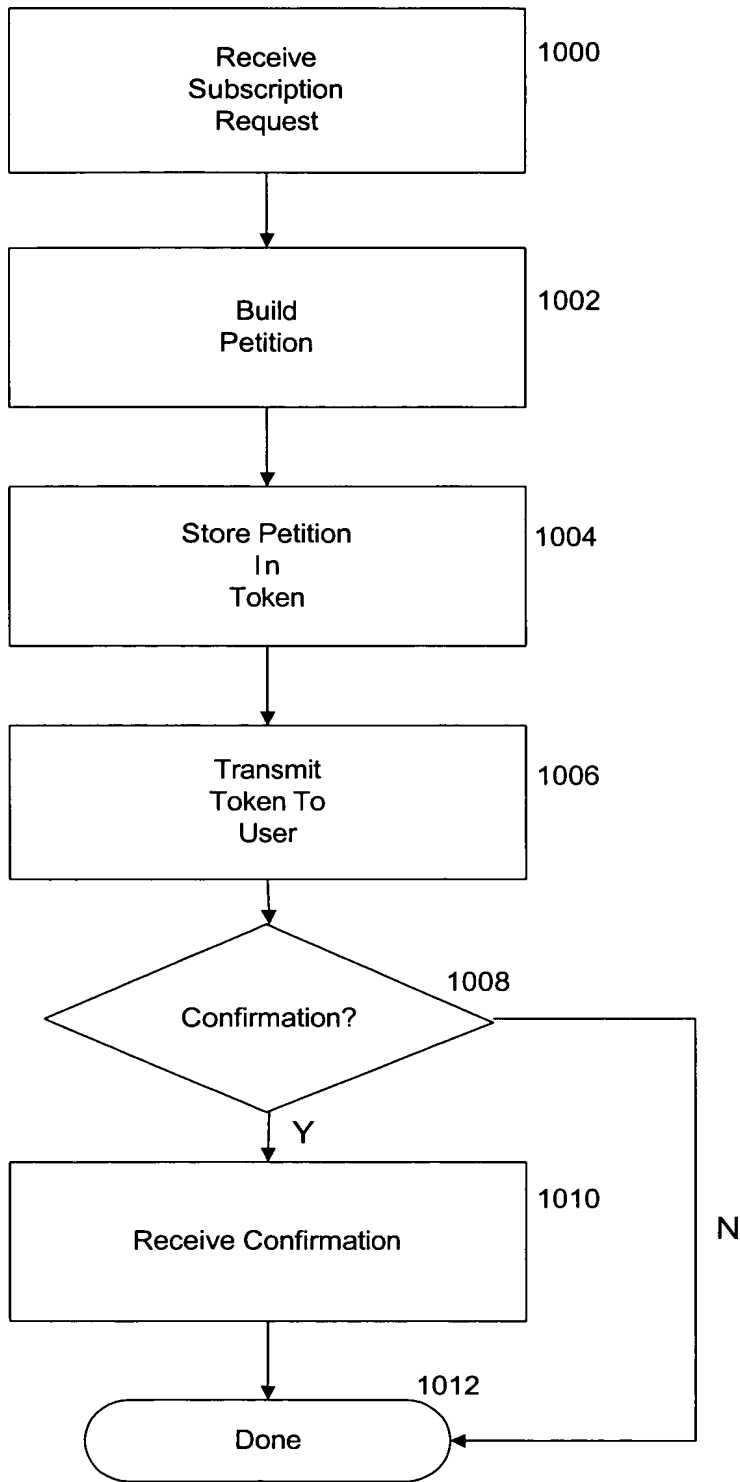 Receive
Subscription
Request
1000
Build
Petition
1002
Store Petition
In
Token
1004
Transmit
Token To
User
1006
Confirmation?
1008
Y
N
Receive Confirmation
1010
Done
1012